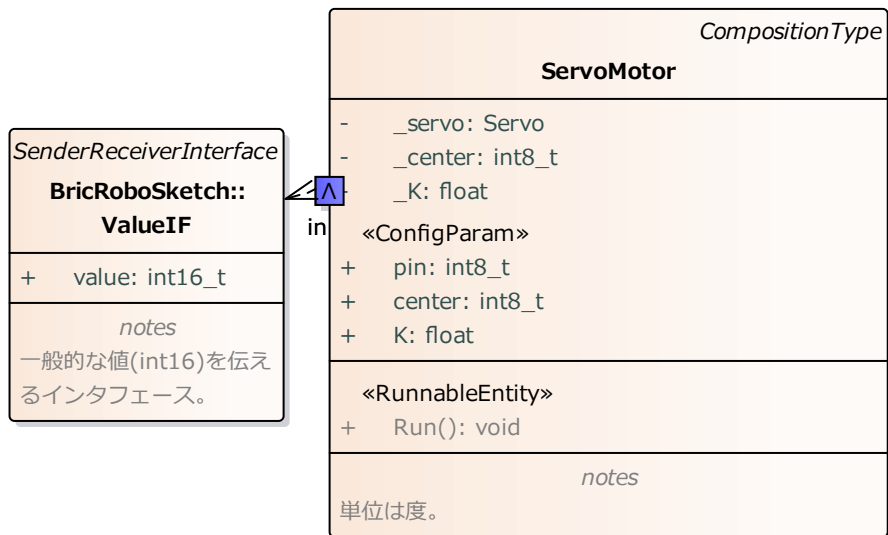 SenderReceiverInterface
BricRoboSketch::
ValueIF
+ value: int16_t
notes
一般的な値(int16)を伝え
るインタフェース。
in
CompositionType
ServoMotor
- _servo: Servo
- _center: int8_t
- _K: float
«ConfigParam»
+ pin: int8_t
+ center: int8_t
+ K: float
«RunnableEntity»
+ Run(): void
notes
単位は度。